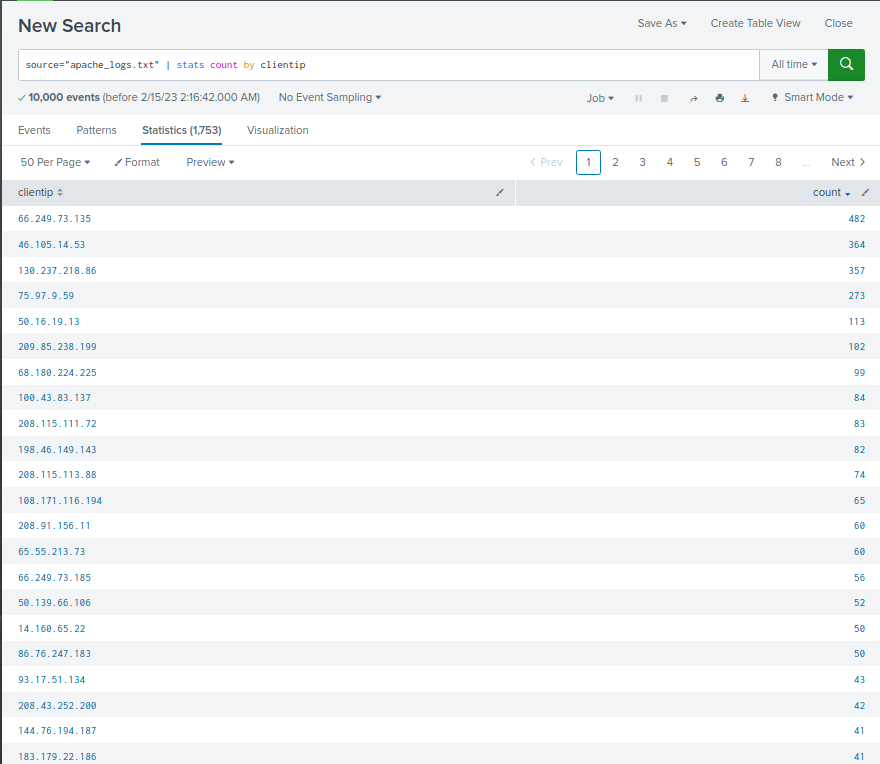 New Search
Save As Create Table View Close
source="apache_logs.txt" | stats count by clientip
All time
10,000 events (before 2/15/23 2:16:42.000 AM) No Event Sampling
Job Smart Mode
Events Patterns Statistics (1,753) Visualization
50 Per Page Format Preview
Prev 1 2 3 4 5 6 7 8 ... Next
clientip count
66.249.73.135 482
46.105.14.53 364
130.237.218.86 357
75.97.9.59 273
50.16.19.13 113
209.85.238.199 102
68.180.224.225 99
100.43.83.137 84
208.115.111.72 83
198.46.149.143 82
208.115.113.88 74
108.171.116.194 65
208.91.156.11 60
65.55.213.73 60
66.249.73.185 56
50.139.66.106 52
14.160.65.22 50
86.76.247.183 50
93.17.51.134 43
208.43.252.200 42
144.76.194.187 41
183.179.22.186 41